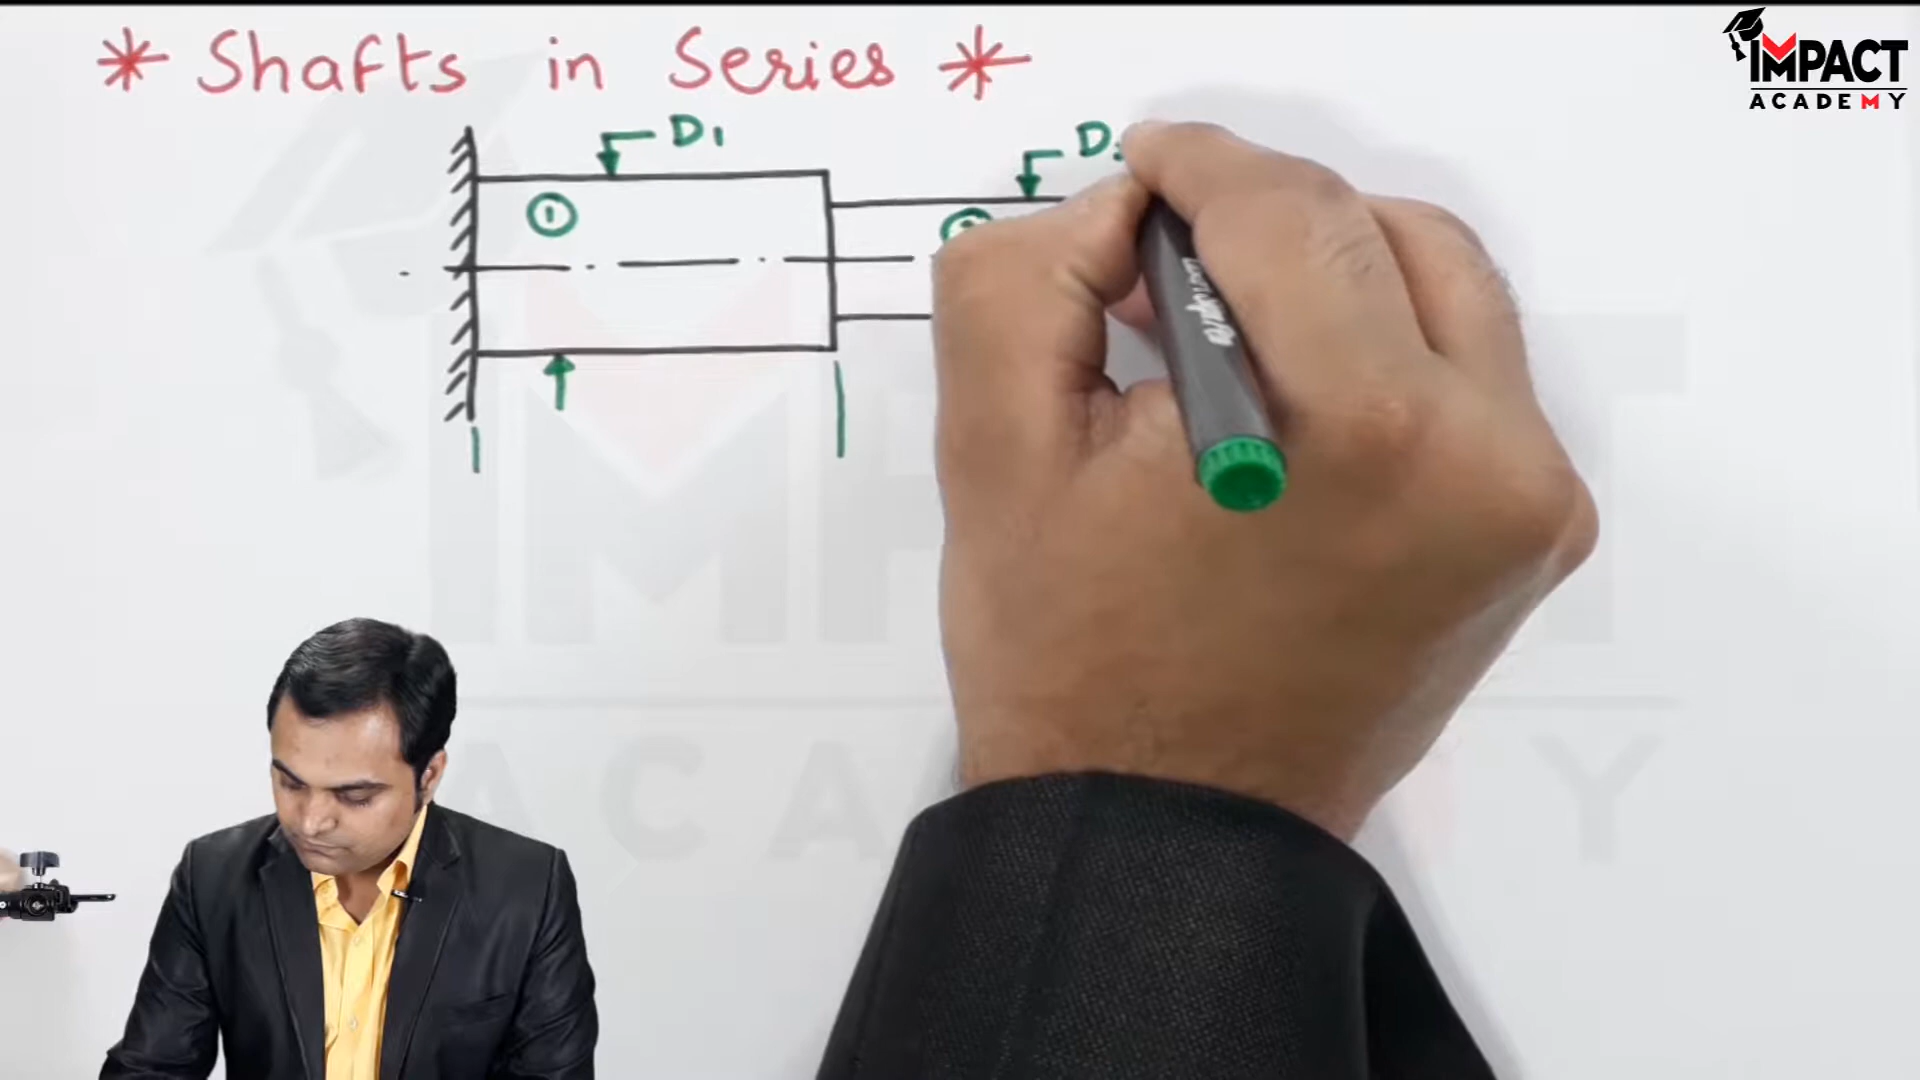 * Shafts in Series *
IMPACT
ACADEMY
D1
D
①